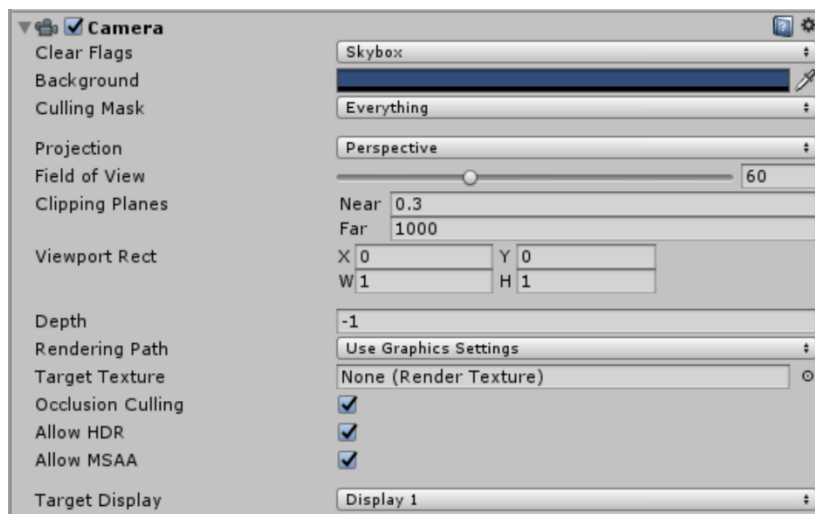 Camera
Clear Flags Skybox
Background
Culling Mask Everything
Projection Perspective
Field of View 60
Clipping Planes Near 0.3
Far 1000
Viewport Rect X 0 Y 0
W 1 H 1
Depth -1
Rendering Path Use Graphics Settings
Target Texture None (Render Texture)
Occlusion Culling
Allow HDR
Allow MSAA
Target Display Display 1